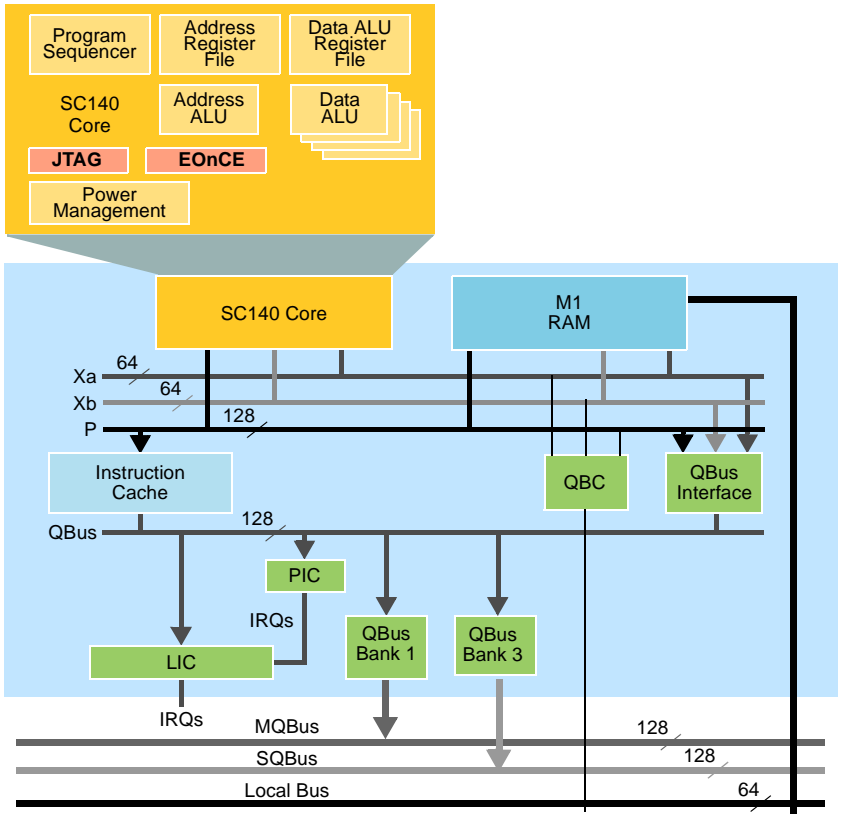 Program
Sequencer
Address
Register
File
Data ALU
Register
File
SC140
Core
Address
ALU
Data
ALU
JTAG
EOnCE
Power
Management
SC140 Core
M1
RAM
Xa
64
Xb
64
P
128
Instruction
Cache
QBC
QBus
Interface
QBus
128
PIC
IRQs
QBus
Bank 1
QBus
Bank 3
LIC
IRQs
MQBus
128
SQBus
128
Local Bus
64